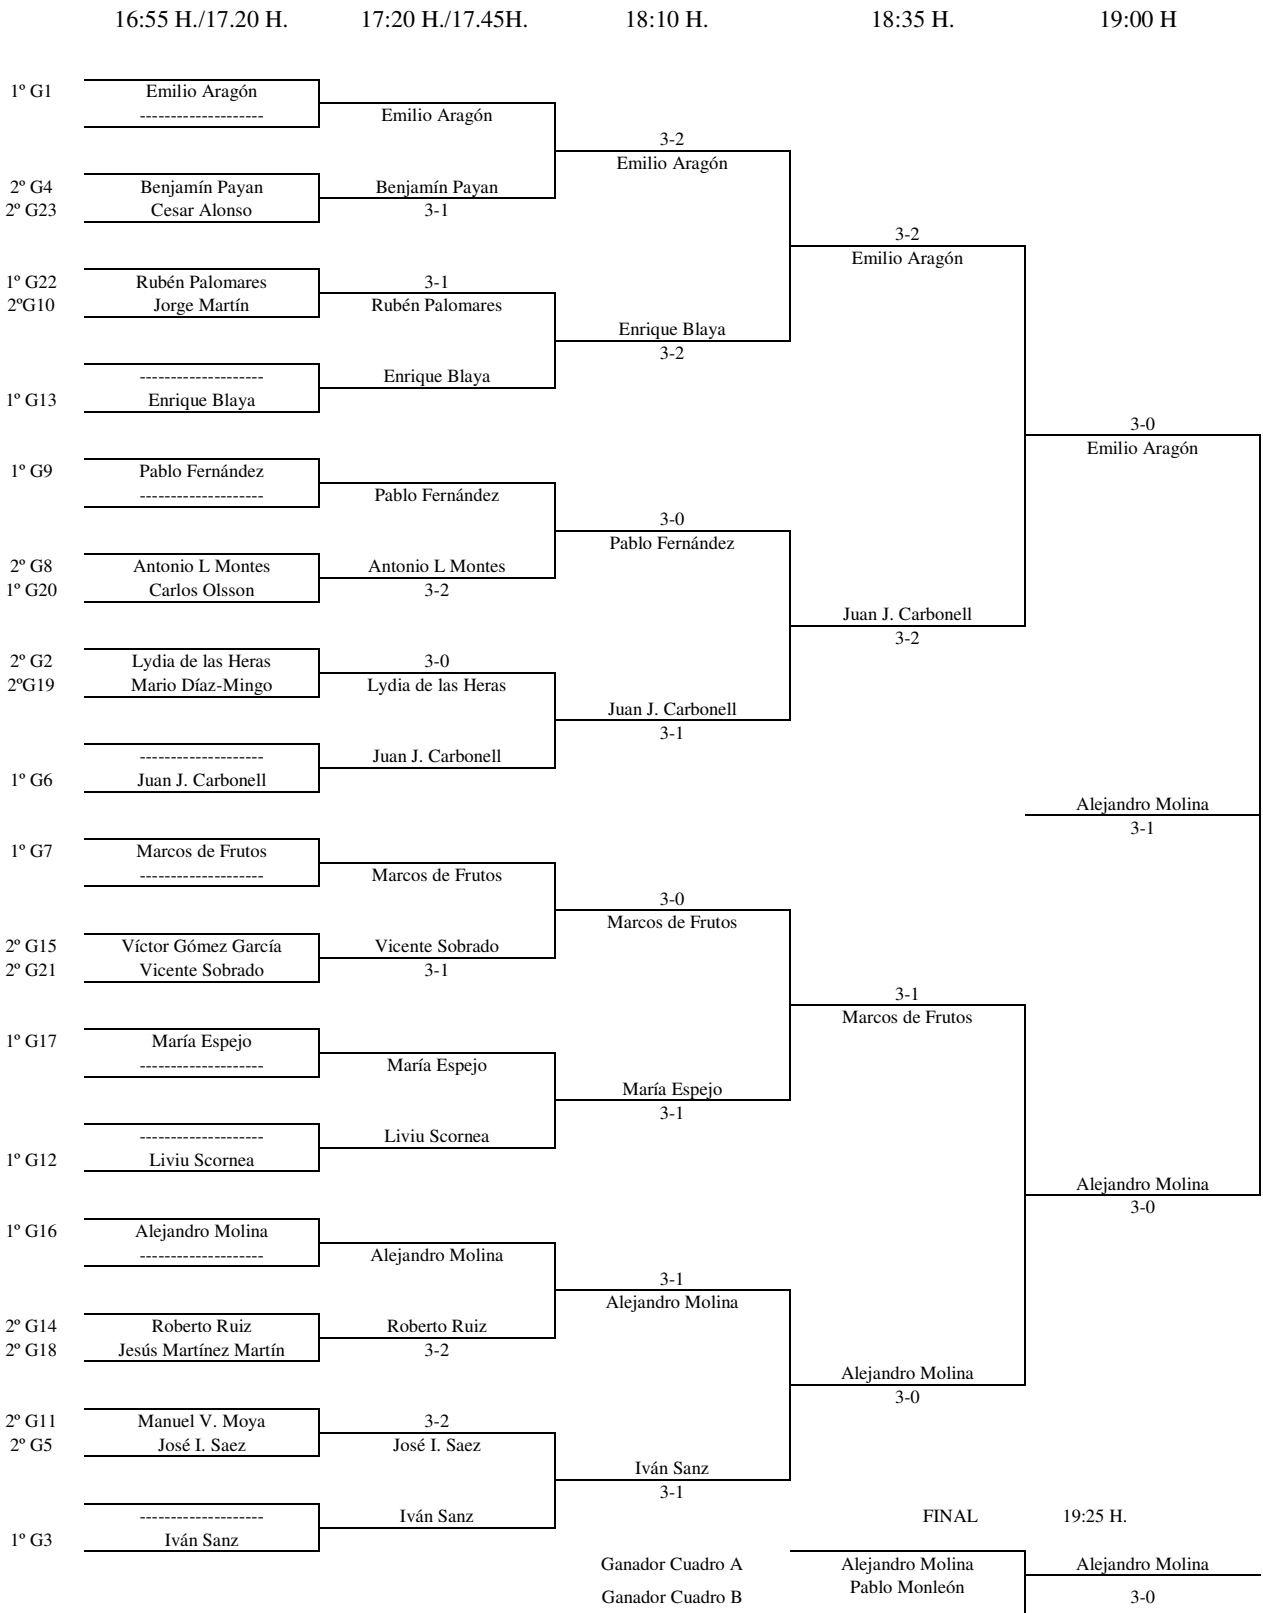 16:55 H./17.20 H. 17:20 H./17.45H. 18:10 H. 18:35 H. 19:00 H
1º G1 Emilio Aragón
-------------------- Emilio Aragón
3-2
Emilio Aragón
2º G4 Benjamín Payan Benjamín Payan
2º G23 Cesar Alonso 3-1
3-2
Emilio Aragón
1º G22 Rubén Palomares 3-1
2ºG10 Jorge Martín Rubén Palomares
Enrique Blaya
3-2
-------------------- Enrique Blaya
1º G13 Enrique Blaya
3-0
Emilio Aragón
1º G9 Pablo Fernández
-------------------- Pablo Fernández
3-0
Pablo Fernández
2º G8 Antonio L Montes Antonio L Montes
1º G20 Carlos Olsson 3-2
Juan J. Carbonell
3-2
2º G2 Lydia de las Heras 3-0
2ºG19 Mario Díaz-Mingo Lydia de las Heras
Juan J. Carbonell
3-1
-------------------- Juan J. Carbonell
1º G6 Juan J. Carbonell
Alejandro Molina
3-1
1º G7 Marcos de Frutos
-------------------- Marcos de Frutos
3-0
Marcos de Frutos
2º G15 Víctor Gómez García Vicente Sobrado
2º G21 Vicente Sobrado 3-1
3-1
Marcos de Frutos
1º G17 María Espejo
-------------------- María Espejo
María Espejo
3-1
-------------------- Liviu Scornea
1º G12 Liviu Scornea
Alejandro Molina
3-0
1º G16 Alejandro Molina
-------------------- Alejandro Molina
3-1
Alejandro Molina
2º G14 Roberto Ruiz Roberto Ruiz
2º G18 Jesús Martínez Martín 3-2
Alejandro Molina
3-0
2º G11 Manuel V. Moya 3-2
2º G5 José I. Saez José I. Saez
Iván Sanz
3-1
-------------------- Iván Sanz FINAL 19:25 H.
1º G3 Iván Sanz
Ganador Cuadro A Alejandro Molina Alejandro Molina
Ganador Cuadro B Pablo Monleón 3-0